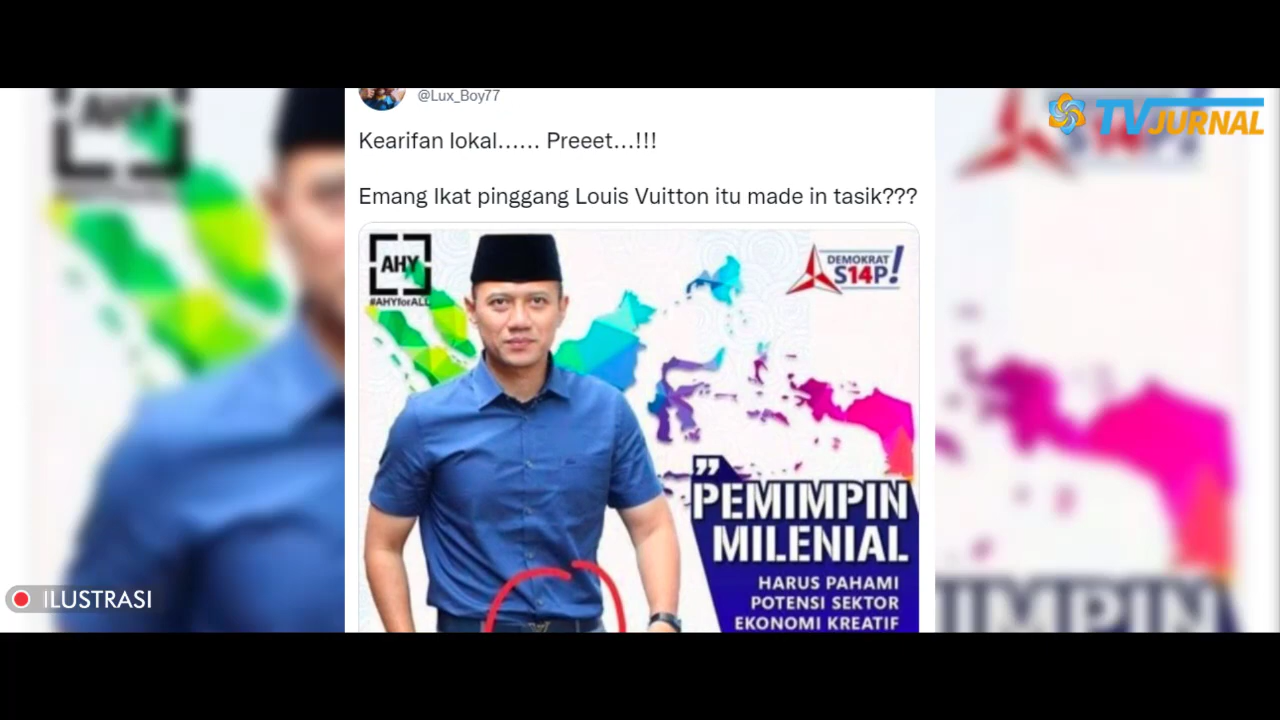 @Lux_Boy77
TVJURNAL
Kearifan lokal...... Preeet...!!!
Emang Ikat pinggang Louis Vuitton itu made in tasik???
AHY
#AHYforALL
DEMOKRAT
S14P!
"PEMIMPIN
MILENIAL
HARUS PAHAMI
POTENSI SEKTOR
EKONOMI KREATIF
ILUSTRASI